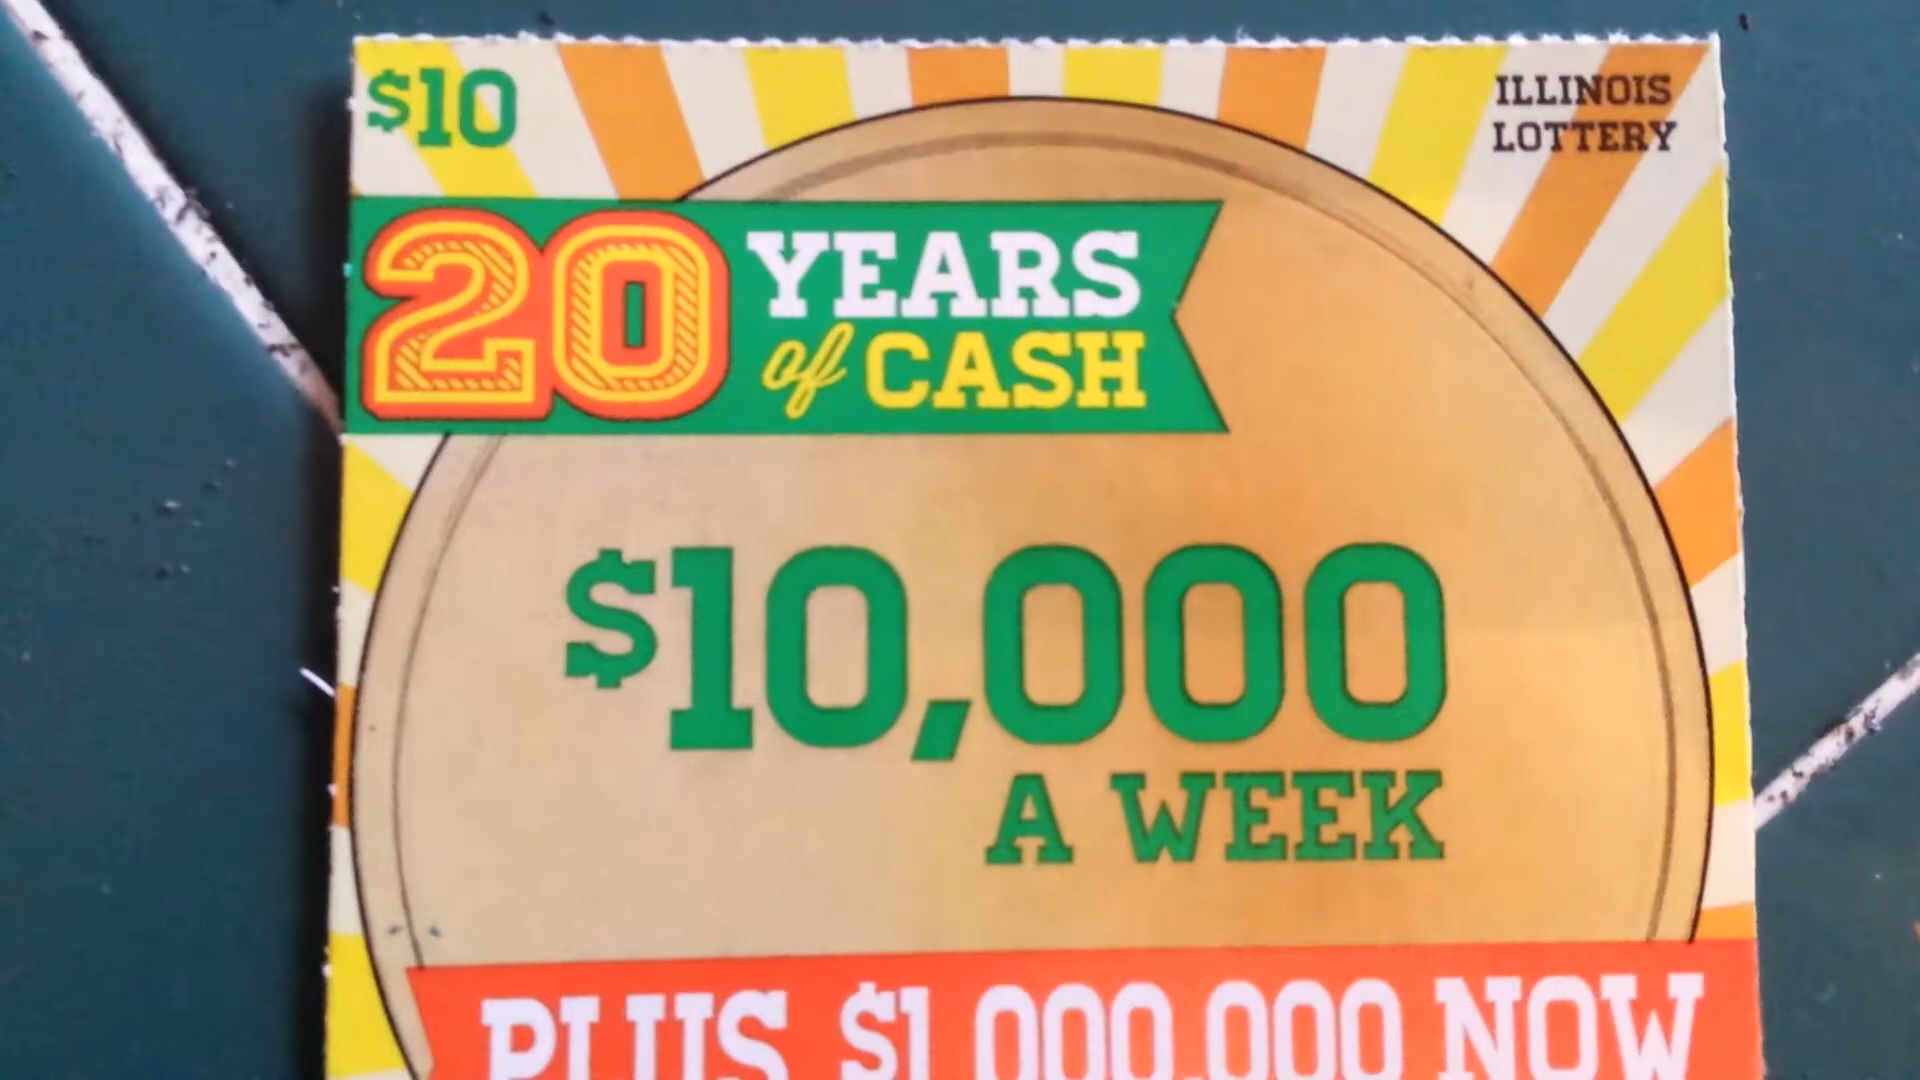 $10
ILLINOIS
LOTTERY
20 YEARS
of CASH
$10,000
A WEEK
PLUS $1,000,000 NOW